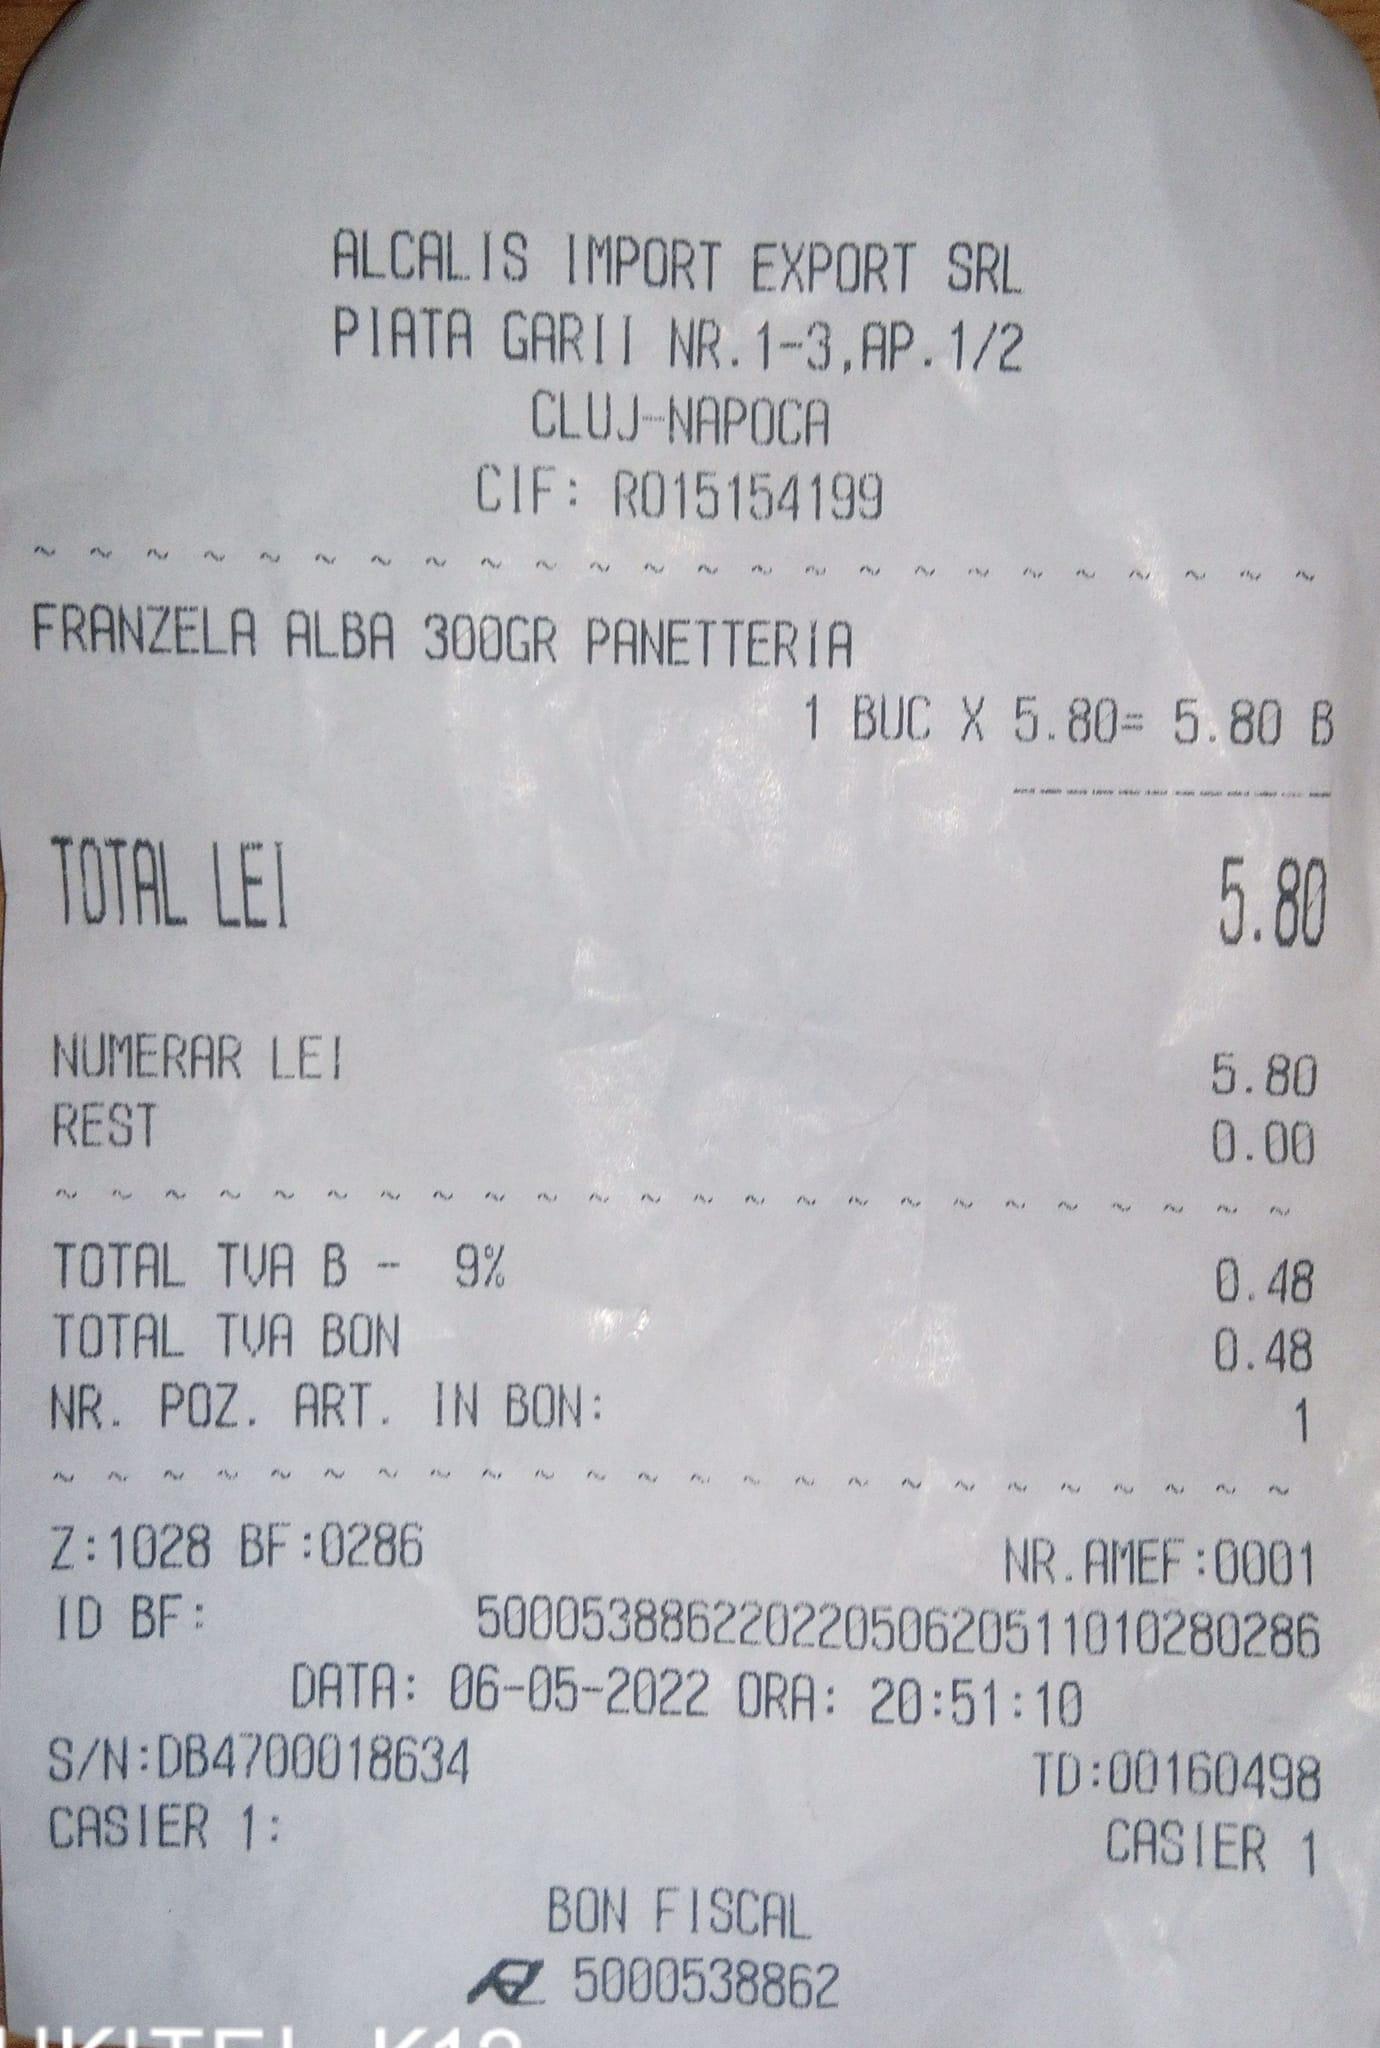 ALCALIS IMPORT EXPORT SRL
PIATA GARII NR.1-3,AP.1/2
CLUJ-NAPOCA
CIF: RO15154199
~ ~ ~ ~ ~ ~ ~ ~ ~ ~ ~ ~ ~ ~ ~ ~ ~ ~ ~ ~ ~ ~ ~ ~
FRANZELA ALBA 300GR PANETTERIA
1 BUC X 5.80= 5.80 B
------------
TOTAL LEI 5.80
NUMERAR LEI 5.80
REST 0.00
~ ~ ~ ~ ~ ~ ~ ~ ~ ~ ~ ~ ~ ~ ~ ~ ~ ~ ~ ~ ~ ~ ~ ~
TOTAL TVA B - 9% 0.48
TOTAL TVA BON 0.48
NR. POZ. ART. IN BON: 1
~ ~ ~ ~ ~ ~ ~ ~ ~ ~ ~ ~ ~ ~ ~ ~ ~ ~ ~ ~ ~ ~ ~ ~
Z:1028 BF:0286 NR.AMEF:0001
ID BF: 50005388622022050620511010280286
DATA: 06-05-2022 ORA: 20:51:10
S/N:DB4700018634 TD:00160498
CASIER 1: CASIER 1
BON FISCAL
5000538862